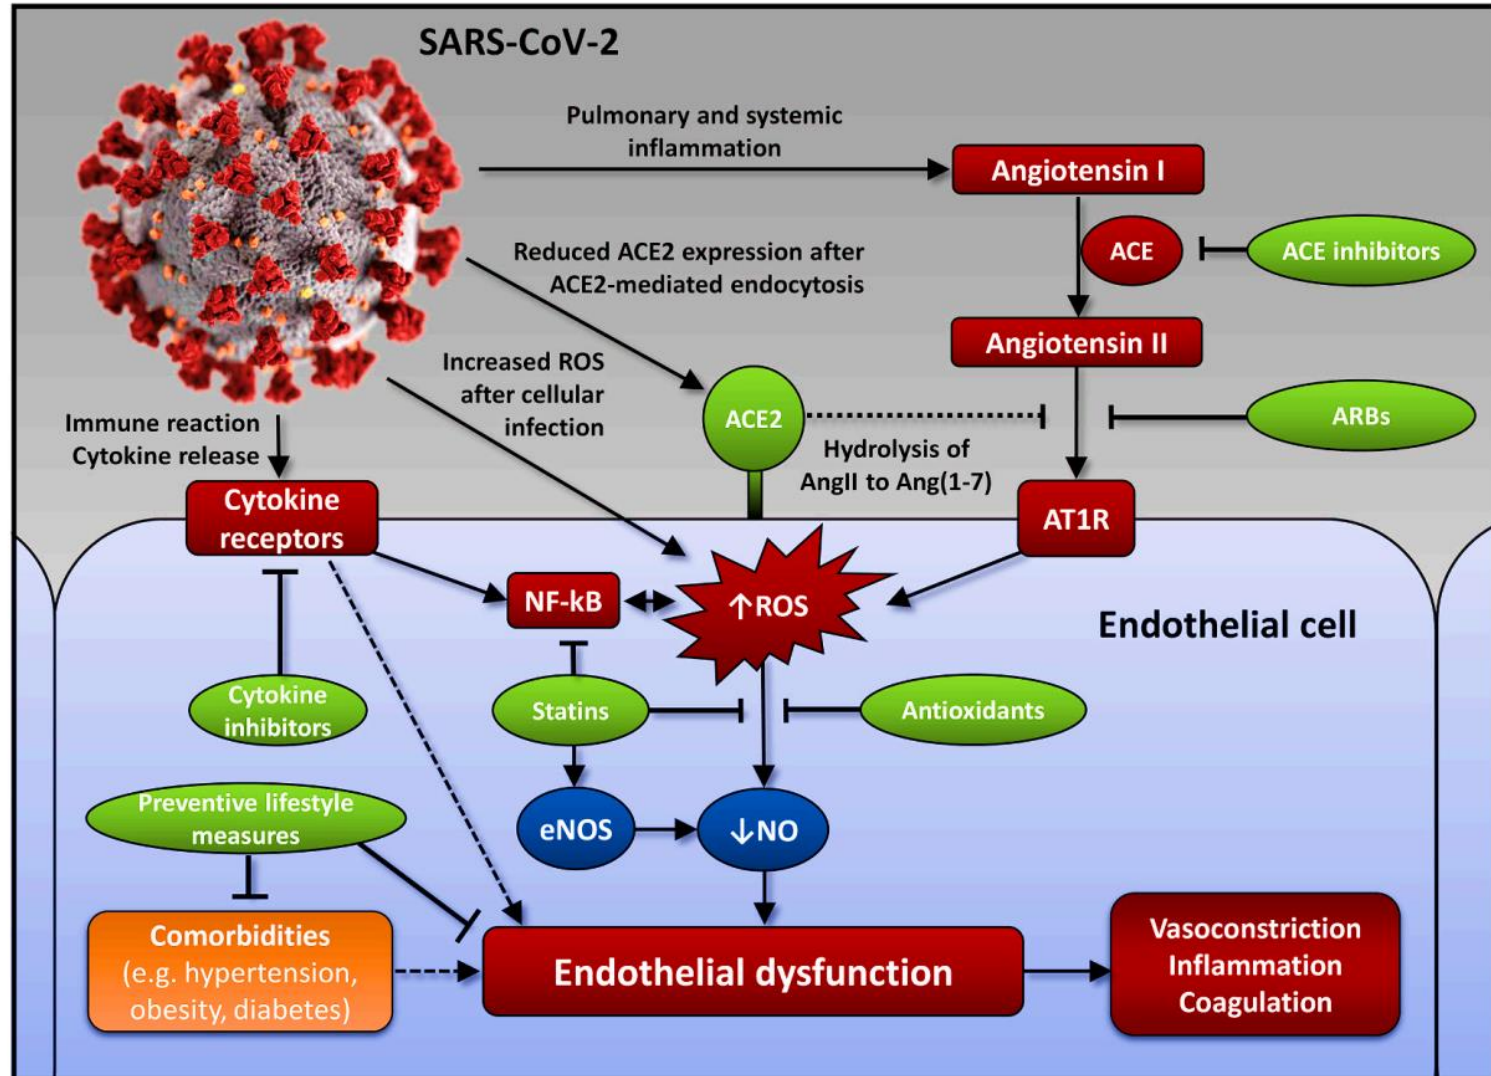 SARS-CoV-2
Pulmonary and systemic
inflammation
Angiotensin I
ACE
ACE inhibitors
Reduced ACE2 expression after
ACE2-mediated endocytosis
Angiotensin II
Increased ROS
after cellular
infection
ACE2
ARBs
Immune reaction
Cytokine release
Hydrolysis of
AngII to Ang(1-7)
Cytokine
receptors
AT1R
NF-kB
↑ROS
Endothelial cell
Cytokine
inhibitors
Statins
Antioxidants
Preventive lifestyle
measures
eNOS
↓NO
Comorbidities
(e.g. hypertension,
obesity, diabetes)
Endothelial dysfunction
Vasoconstriction
Inflammation
Coagulation